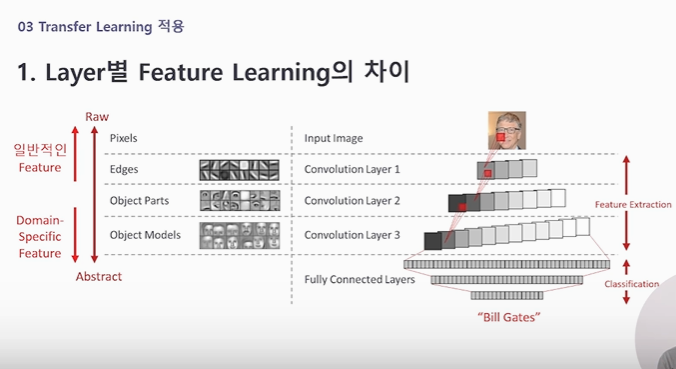 03 Transfer Learning 적용
1. Layer별 Feature Learning의 차이
Raw
일반적인
Feature
Domain-
Specific
Feature
Abstract
Pixels
Input Image
Edges
Convolution Layer 1
Object Parts
Convolution Layer 2
Object Models
Convolution Layer 3
Fully Connected Layers
Feature Extraction
Classification
"Bill Gates"